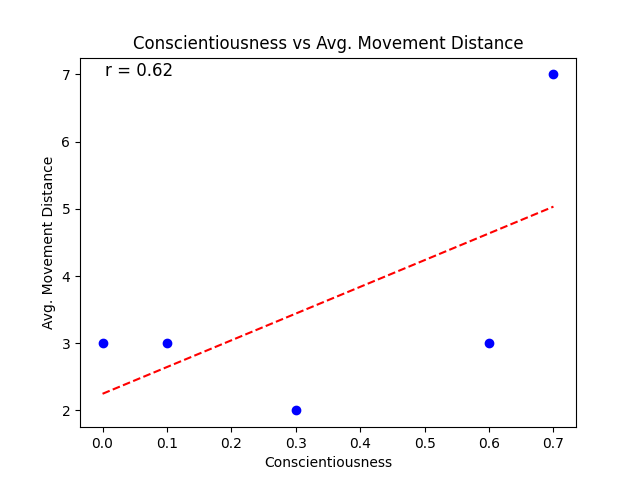 Conscientiousness vs Avg. Movement Distance
r = 0.62
7
6
5
4
3
2
Avg. Movement Distance
0.0 0.1 0.2 0.3 0.4 0.5 0.6 0.7
Conscientiousness